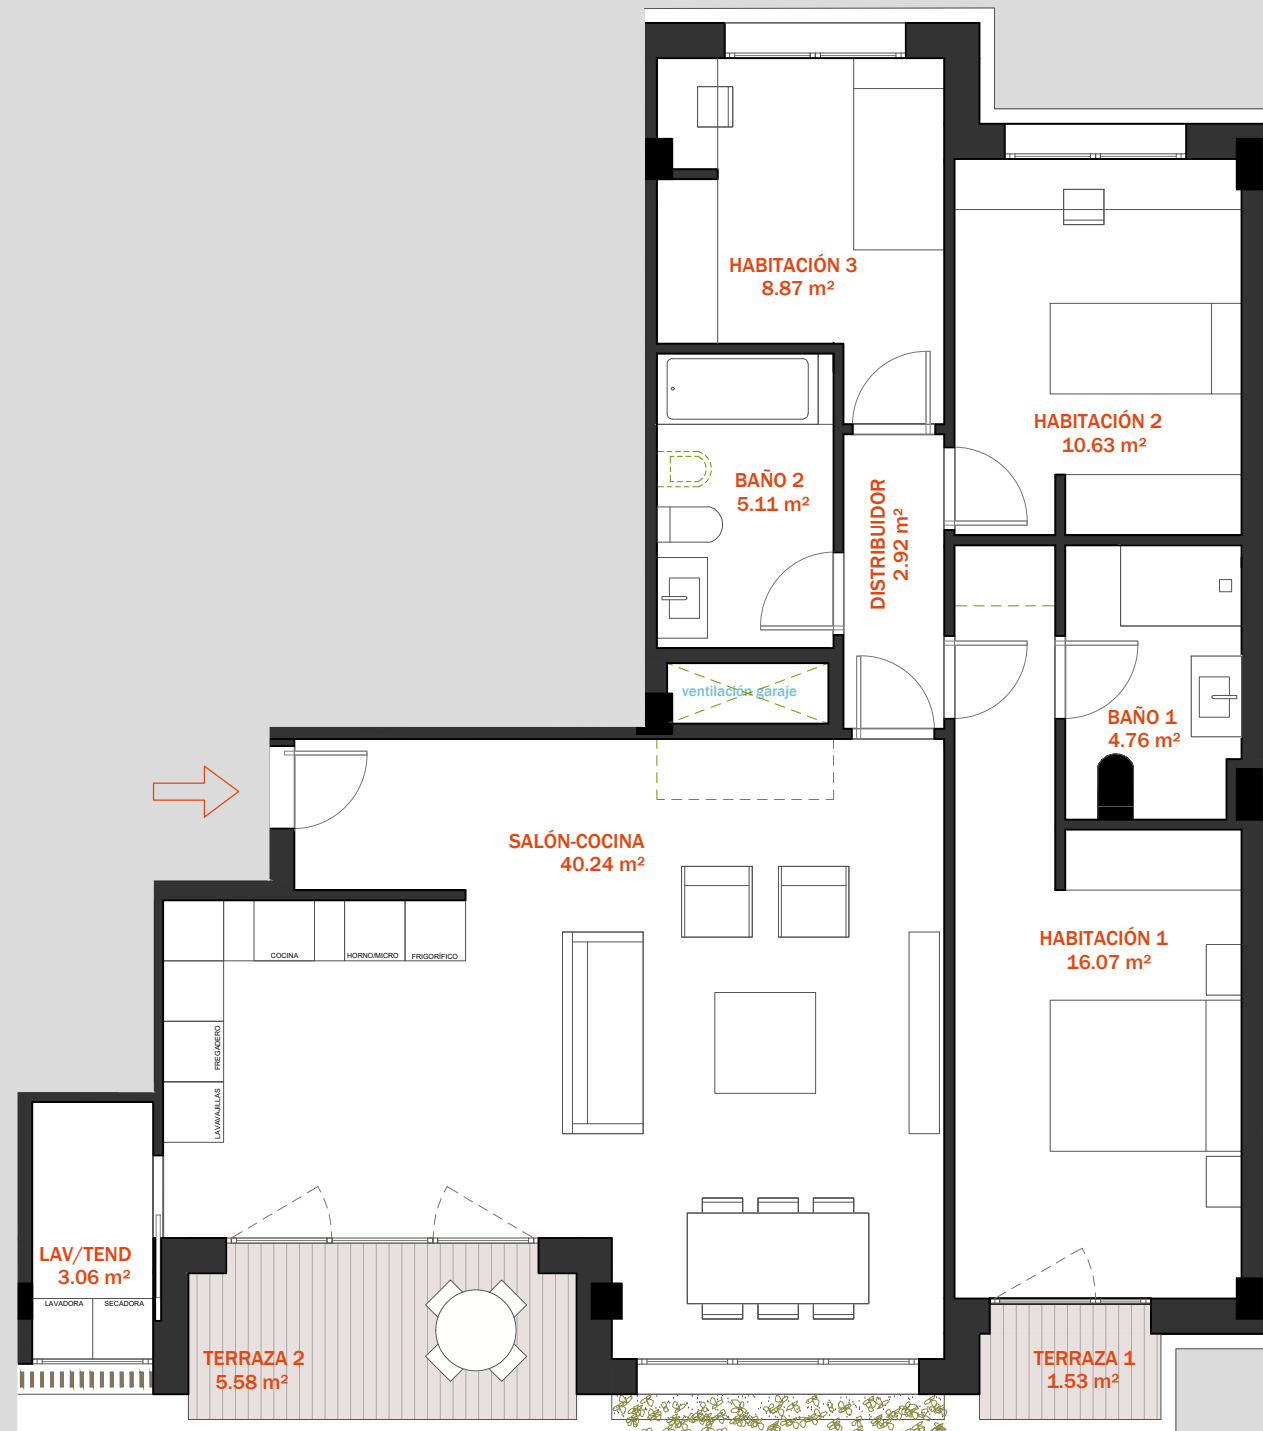 HABITACIÓN 3
8.87 m²
HABITACIÓN 2
10.63 m²
BAÑO 2
5.11 m²
DISTRIBUIDOR
2.92 m²
ventilación garaje
BAÑO 1
4.76 m²
SALÓN-COCINA
40.24 m²
HABITACIÓN 1
16.07 m²
COCINA
HORNO/MICRO
FRIGORÍFICO
FREGADERO
LAVAVAJILLAS
LAV/TEND
3.06 m²
LAVADORA
SECADORA
TERRAZA 2
5.58 m²
TERRAZA 1
1.53 m²